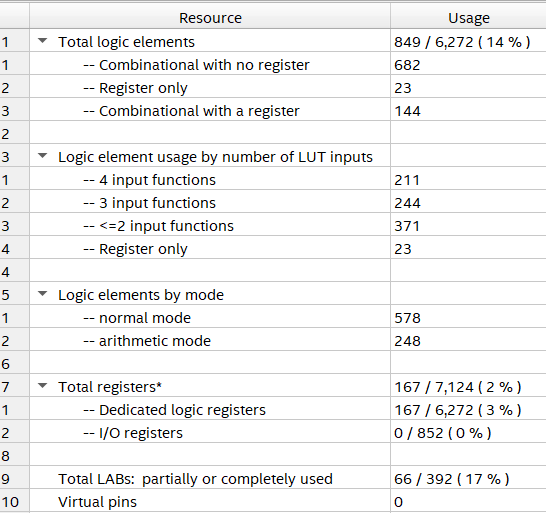 Resource Usage
1 Total logic elements 849 / 6,272 ( 14 % )
1 -- Combinational with no register 682
2 -- Register only 23
3 -- Combinational with a register 144
2
3 Logic element usage by number of LUT inputs
1 -- 4 input functions 211
2 -- 3 input functions 244
3 -- <=2 input functions 371
4 -- Register only 23
4
5 Logic elements by mode
1 -- normal mode 578
2 -- arithmetic mode 248
6
7 Total registers* 167 / 7,124 ( 2 % )
1 -- Dedicated logic registers 167 / 6,272 ( 3 % )
2 -- I/O registers 0 / 852 ( 0 % )
8
9 Total LABs: partially or completely used 66 / 392 ( 17 % )
10 Virtual pins 0